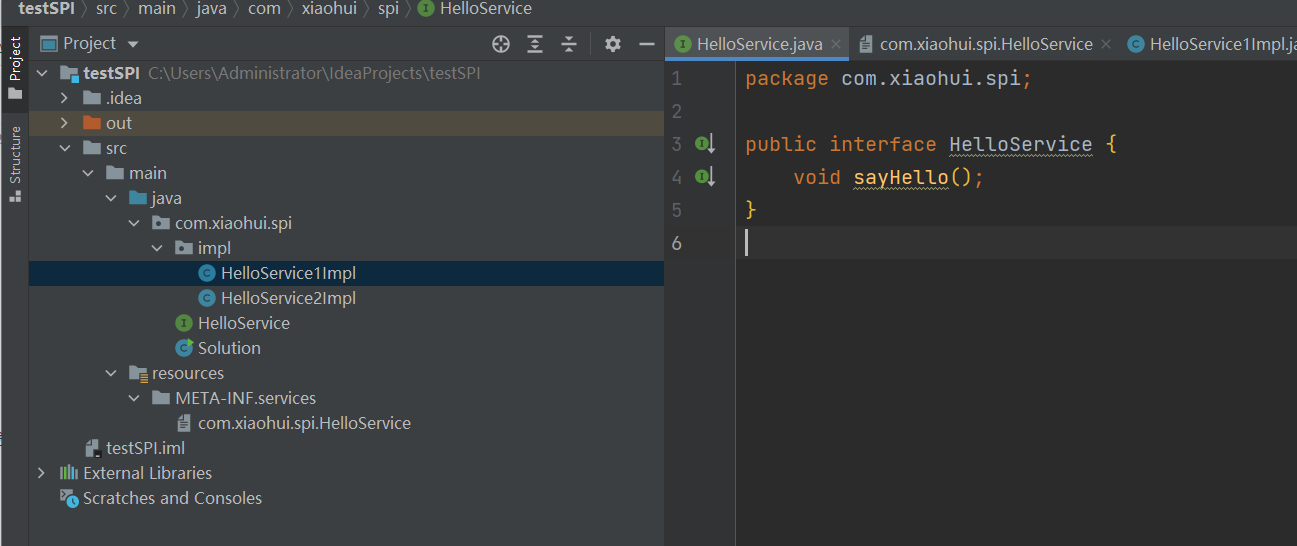 testSPI src main java com xiaohui spi HelloService
Project
Project
HelloService.java
com.xiaohui.spi.HelloService
HelloService1Impl.ja
Structure
testSPI C:\Users\Administrator\IdeaProjects\testSPI
.idea
out
src
main
java
com.xiaohui.spi
impl
HelloService1Impl
HelloService2Impl
HelloService
Solution
resources
META-INF.services
com.xiaohui.spi.HelloService
testSPI.iml
External Libraries
Scratches and Consoles
1 package com.xiaohui.spi;
2
3 public interface HelloService {
4 void sayHello();
5 }
6